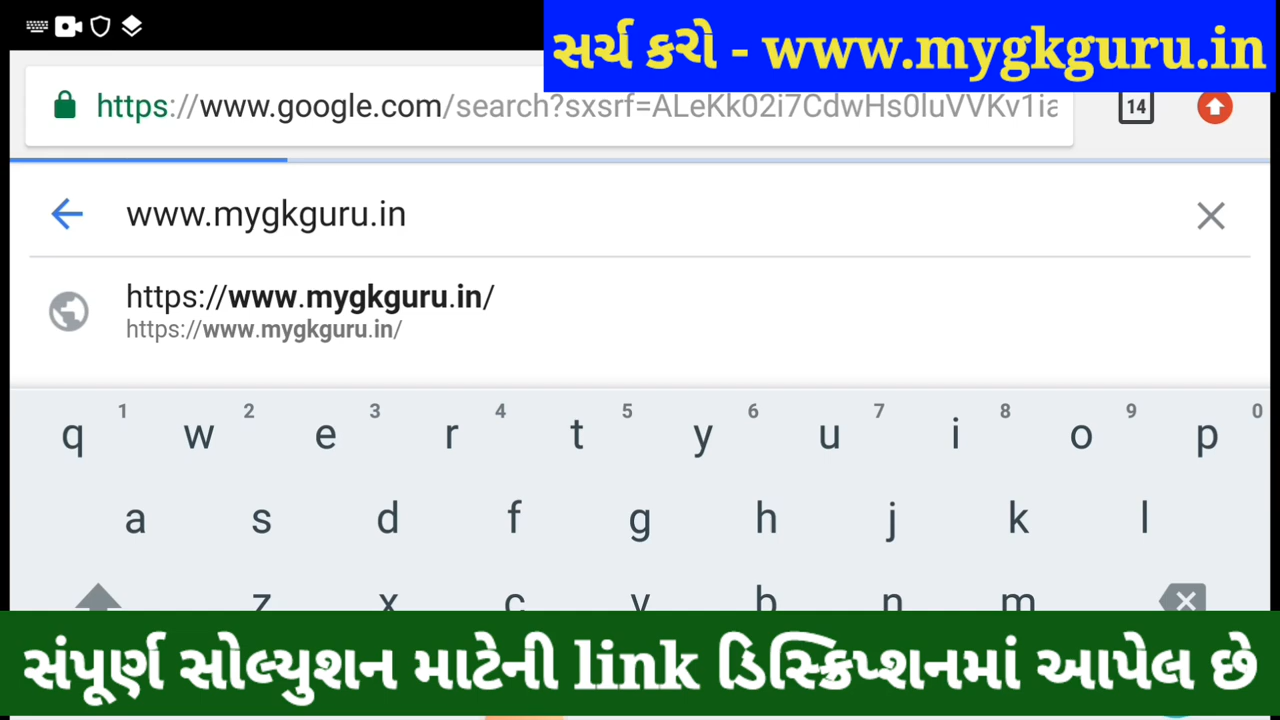 સર્ચ કરો - www.mygkguru.in
https://www.google.com/search?sxsrf=ALeKk02i7CdwHs0luVVKv1ia
14
www.mygkguru.in
https://www.mygkguru.in/
https://www.mygkguru.in/
1 2 3 4 5 6 7 8 9 0
q w e r t y u i o p
a s d f g h j k l
z x c v b n m
સંપૂર્ણ સોલ્યુશન માટેની link ડિસ્ક્રિપ્શનમાં આપેલ છે